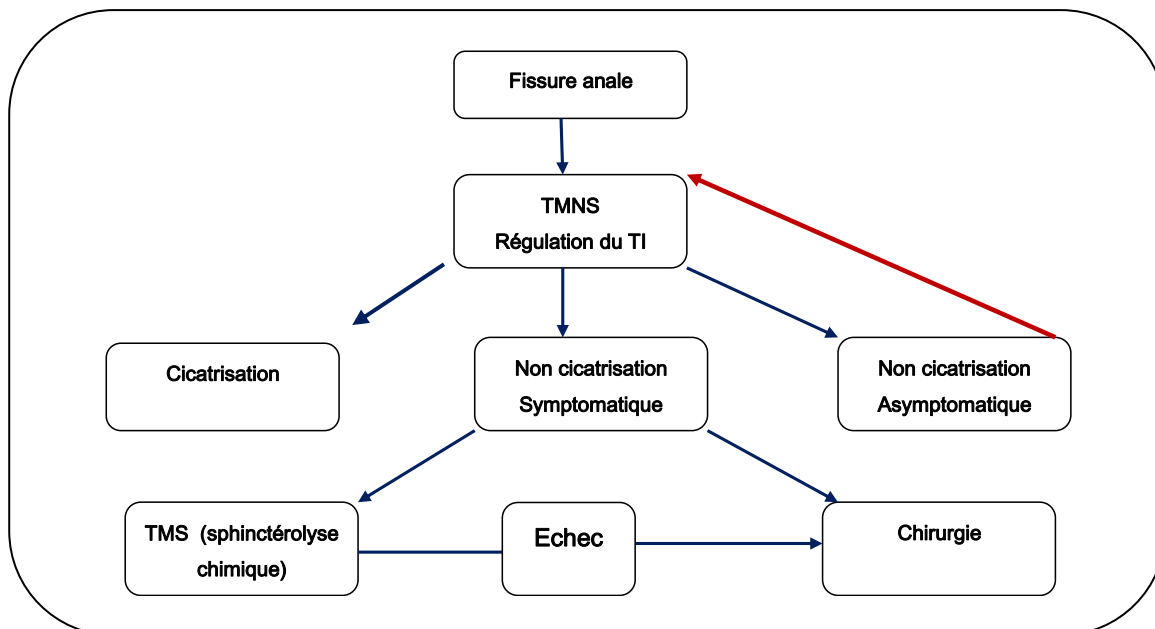 Fissure anale
TMNS
Régulation du TI
Cicatrisation
Non cicatrisation
Symptomatique
Non cicatrisation
Asymptomatique
TMS (sphinctérolyse
chimique)
Echec
Chirurgie